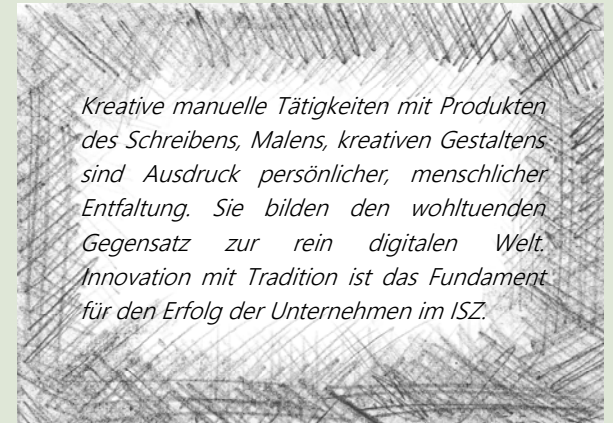 Kreative manuelle Tätigkeiten mit Produkten
des Schreibens, Malens, kreativen Gestaltens
sind Ausdruck persönlicher, menschlicher
Entfaltung. Sie bilden den wohltuenden
Gegensatz zur rein digitalen Welt.
Innovation mit Tradition ist das Fundament
für den Erfolg der Unternehmen im ISZ.